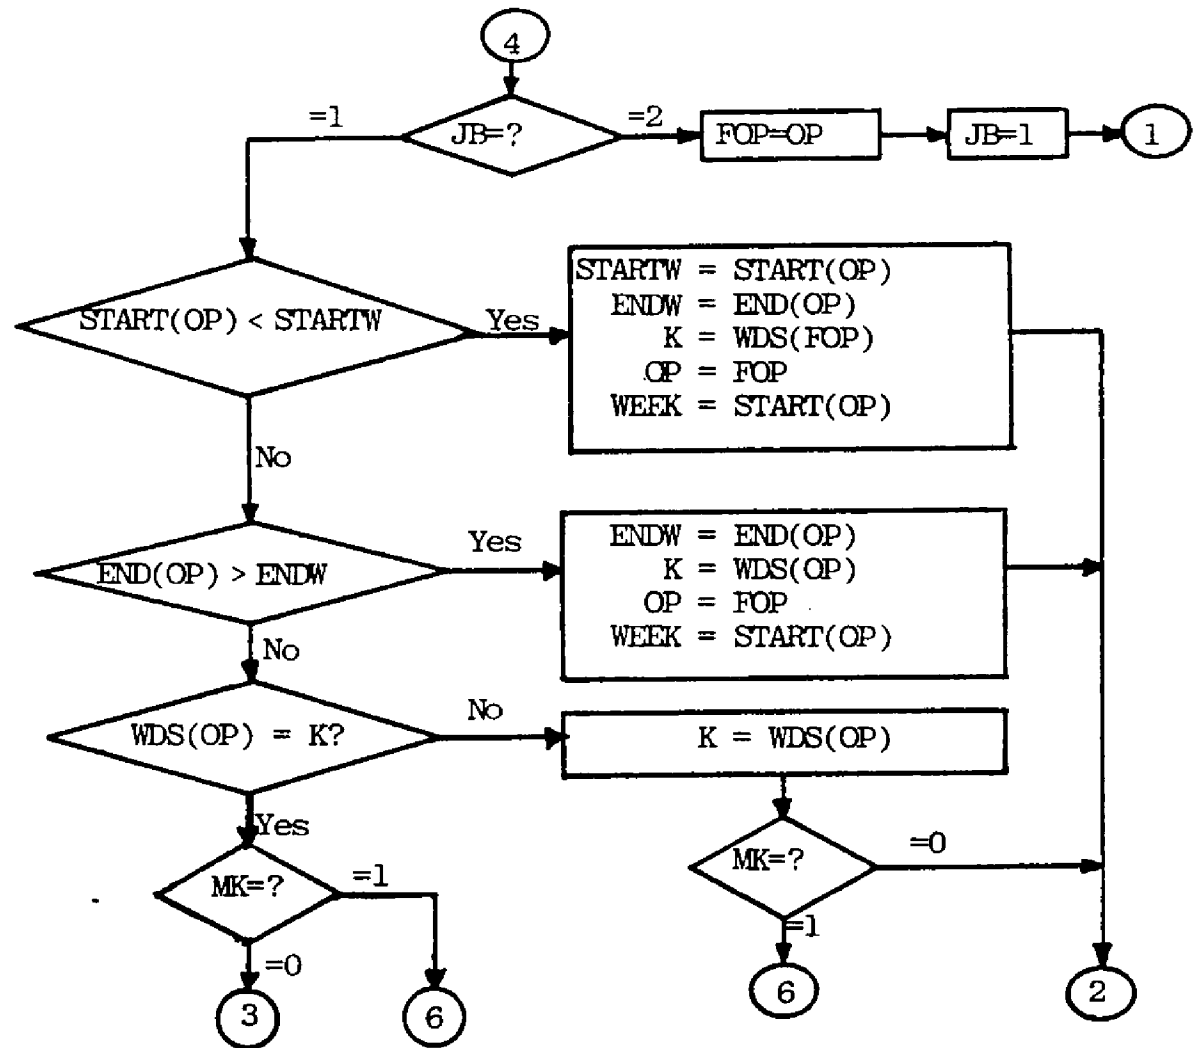 4
=1
JB=?
=2
FOP=OP
JB=1
1
START(OP) < STARTW
Yes
STARTW = START(OP)
ENDW = END(OP)
K = WDS(FOP)
OP = FOP
WEEK = START(OP)
No
END(OP) > ENDW
Yes
ENDW = END(OP)
K = WDS(OP)
OP = FOP
WEEK = START(OP)
No
WDS(OP) = K?
No
K = WDS(OP)
Yes
MK=?
=1
MK=?
=0
=1
=0
3
6
6
2